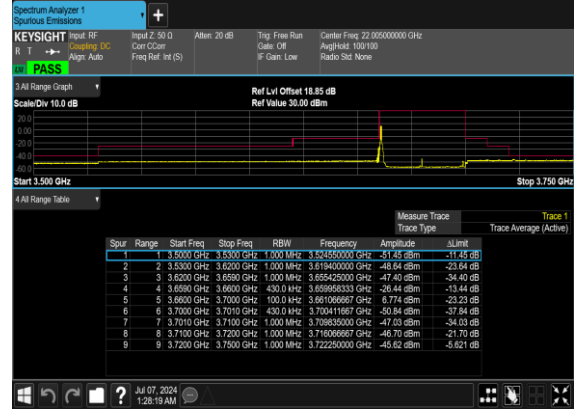 Spectrum Analyzer 1
Spurious Emissions
+
KEYSIGHT Input: RF Input Z: 50 Ω Atten: 20 dB Trig: Free Run Center Freq: 22.005000000 GHz
R T Coupling: DC Corr CCorr Gate: Off Avg|Hold: 100/100
Align: Auto Freq Ref: Int (S) IF Gain: Low Radio Std: None
PASS
3 All Range Graph
Ref Lvl Offset 18.85 dB
Scale/Div 10.0 dB Ref Value 30.00 dBm
20.0
0.00
-20.0
-40.0
-60.0
Start 3.500 GHz Stop 3.750 GHz
4 All Range Table
Measure Trace Trace 1
Trace Type Trace Average (Active)
Spur Range Start Freq Stop Freq RBW Frequency Amplitude ΔLimit
1 1 3.5000 GHz 3.5300 GHz 1.000 MHz 3.524550000 GHz -51.45 dBm -11.45 dB
2 2 3.5300 GHz 3.6200 GHz 1.000 MHz 3.619400000 GHz -48.64 dBm -23.64 dB
3 3 3.6200 GHz 3.6590 GHz 1.000 MHz 3.655425000 GHz -47.40 dBm -34.40 dB
4 4 3.6590 GHz 3.6600 GHz 430.0 kHz 3.659958333 GHz -26.44 dBm -13.44 dB
5 5 3.6600 GHz 3.7000 GHz 100.0 kHz 3.661066667 GHz 6.774 dBm -23.23 dB
6 6 3.7000 GHz 3.7010 GHz 430.0 kHz 3.700411667 GHz -50.84 dBm -37.84 dB
7 7 3.7010 GHz 3.7100 GHz 1.000 MHz 3.709835000 GHz -47.03 dBm -34.03 dB
8 8 3.7100 GHz 3.7200 GHz 1.000 MHz 3.716066667 GHz -46.70 dBm -21.70 dB
9 9 3.7200 GHz 3.7500 GHz 1.000 MHz 3.722250000 GHz -45.62 dBm -5.621 dB
? Jul 07, 2024
1:28:19 AM